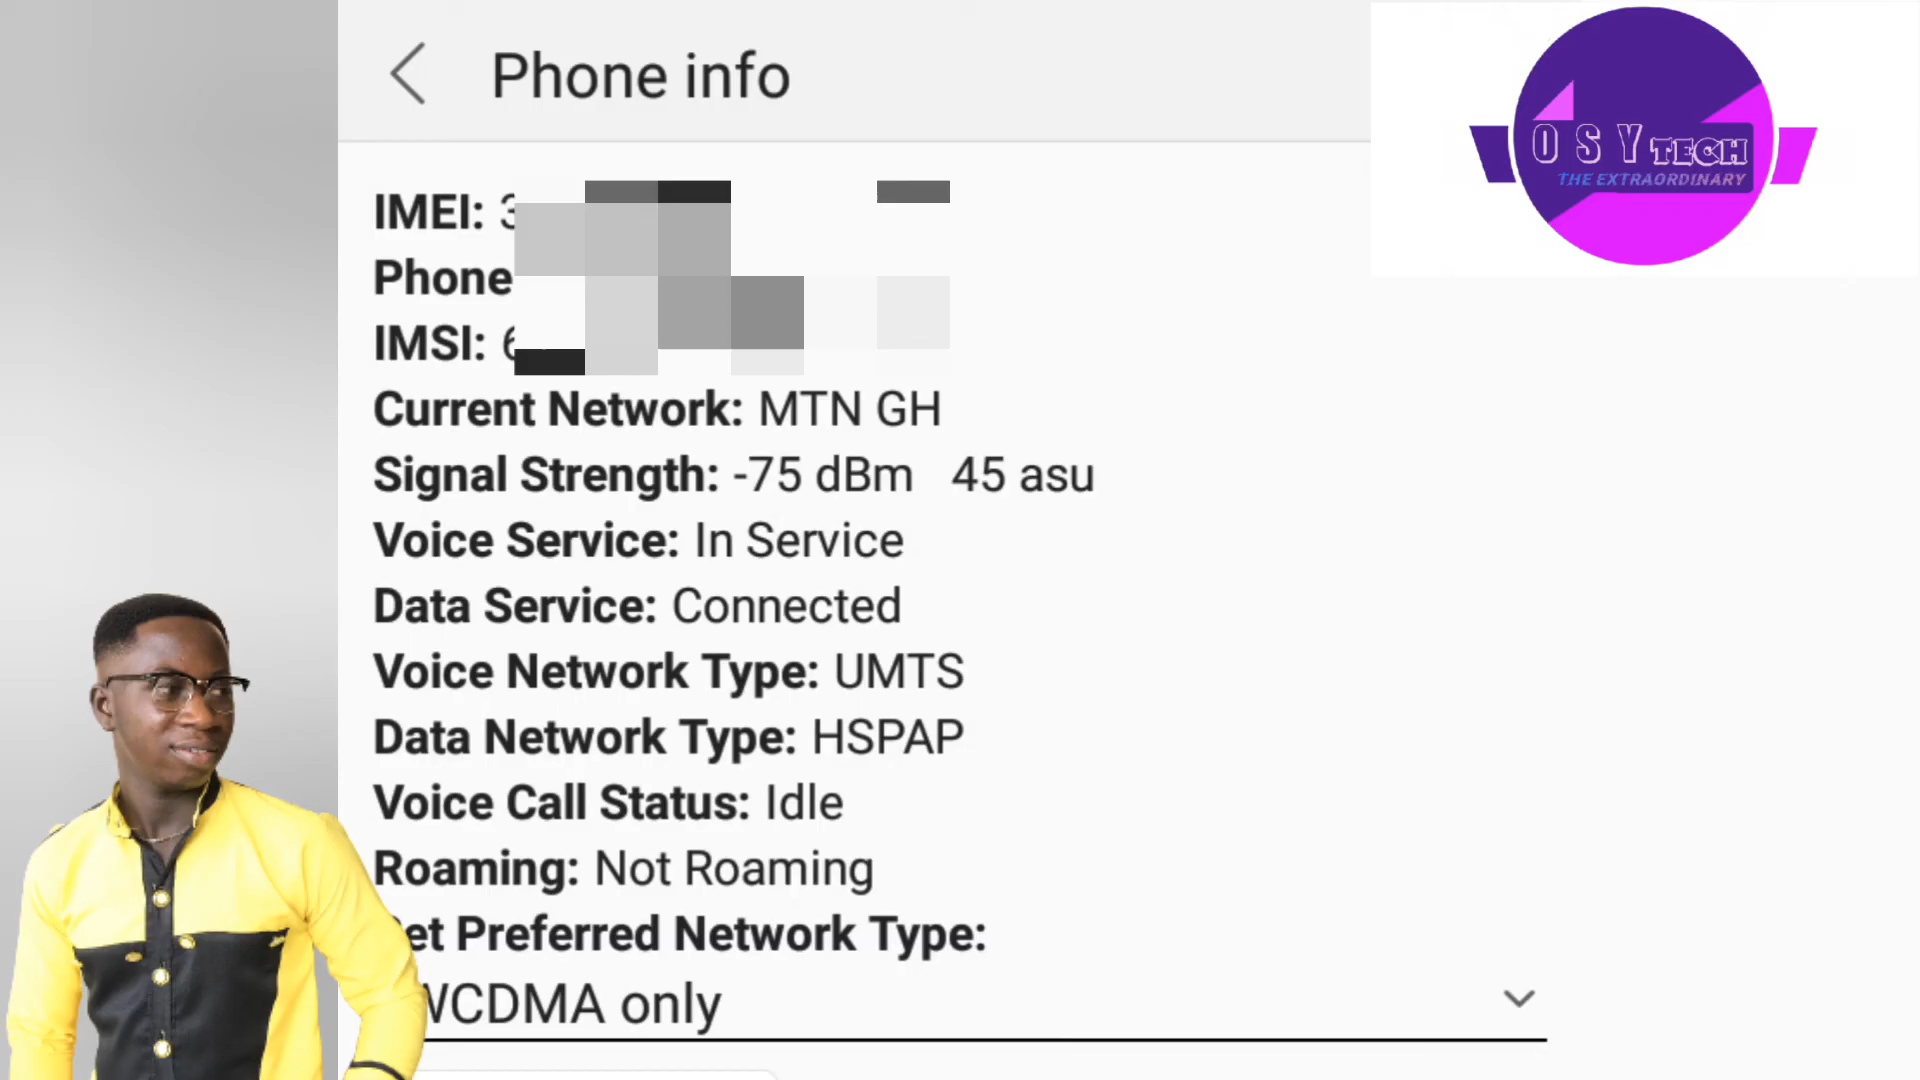 Phone info
O S Y TECH
THE EXTRAORDINARY
IMEI: 3
Phone
IMSI: 6
Current Network: MTN GH
Signal Strength: -75 dBm 45 asu
Voice Service: In Service
Data Service: Connected
Voice Network Type: UMTS
Data Network Type: HSPAP
Voice Call Status: Idle
Roaming: Not Roaming
et Preferred Network Type:
WCDMA only